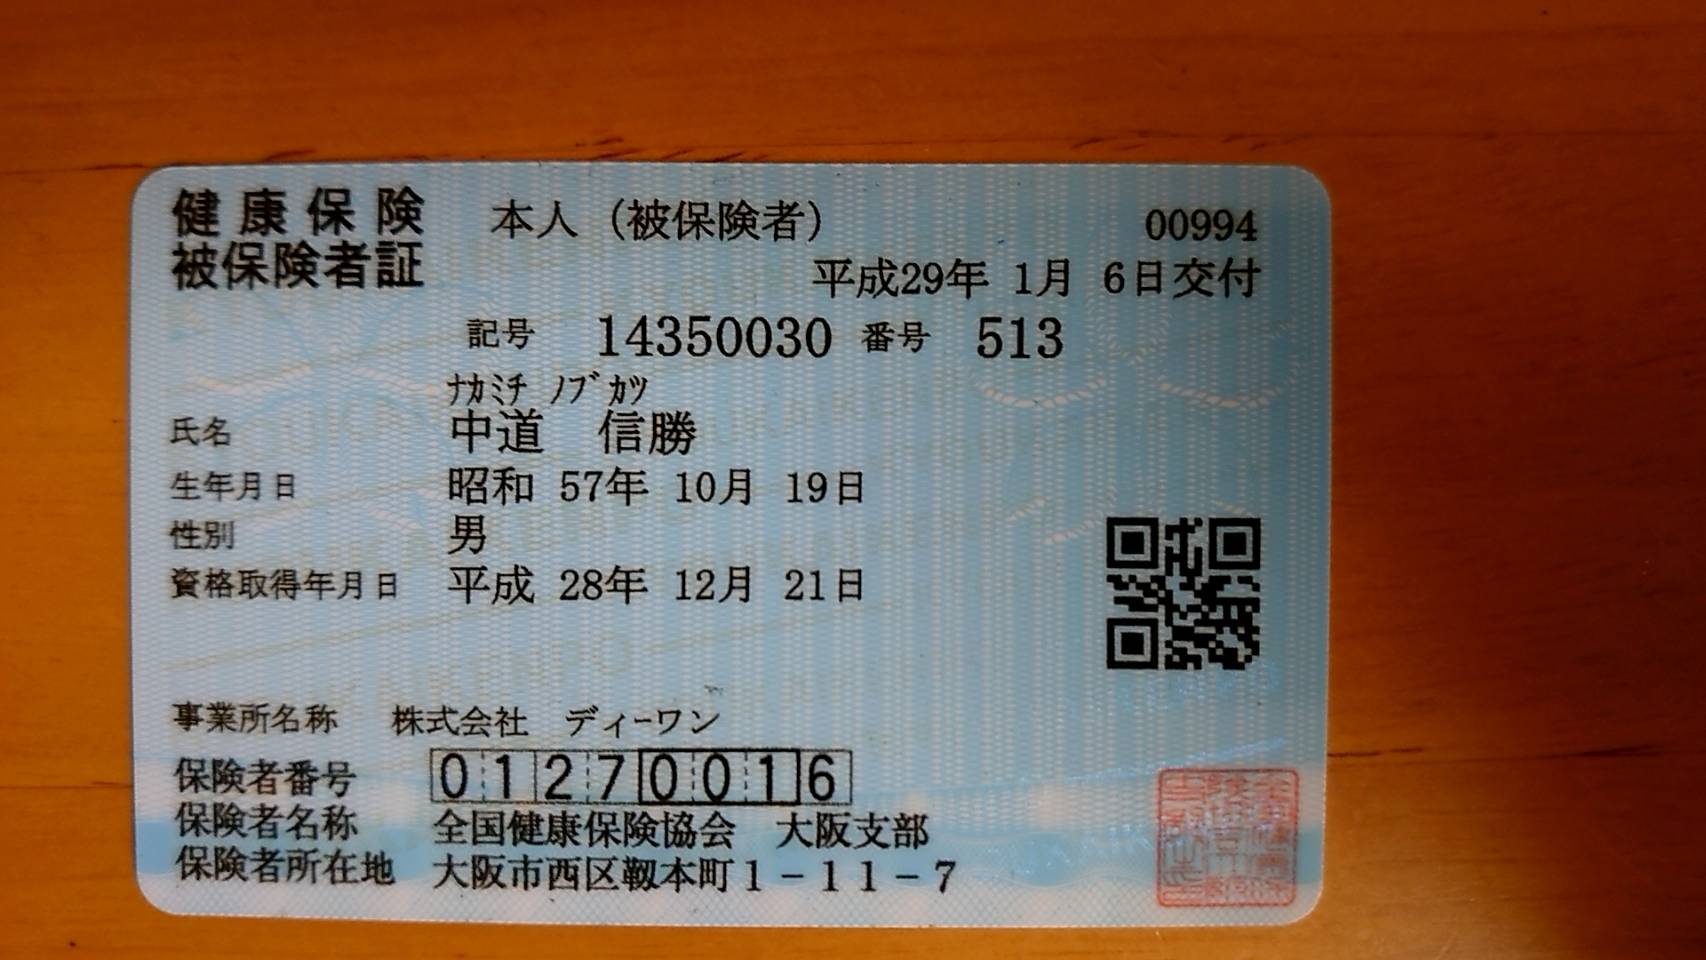 健康保険 本人（被保険者） 00994
被保険者証
平成29年 1月 6日交付
記号 14350030 番号 513
ﾅｶﾐﾁ ﾉﾌﾞｶﾂ
氏名 中道 信勝
生年月日 昭和 57年 10月 19日
性別 男
資格取得年月日 平成 28年 12月 21日
事業所名称 株式会社 ディーワン
保険者番号 01270016
保険者名称 全国健康保険協会 大阪支部
保険者所在地 大阪市西区靱本町1－11－7